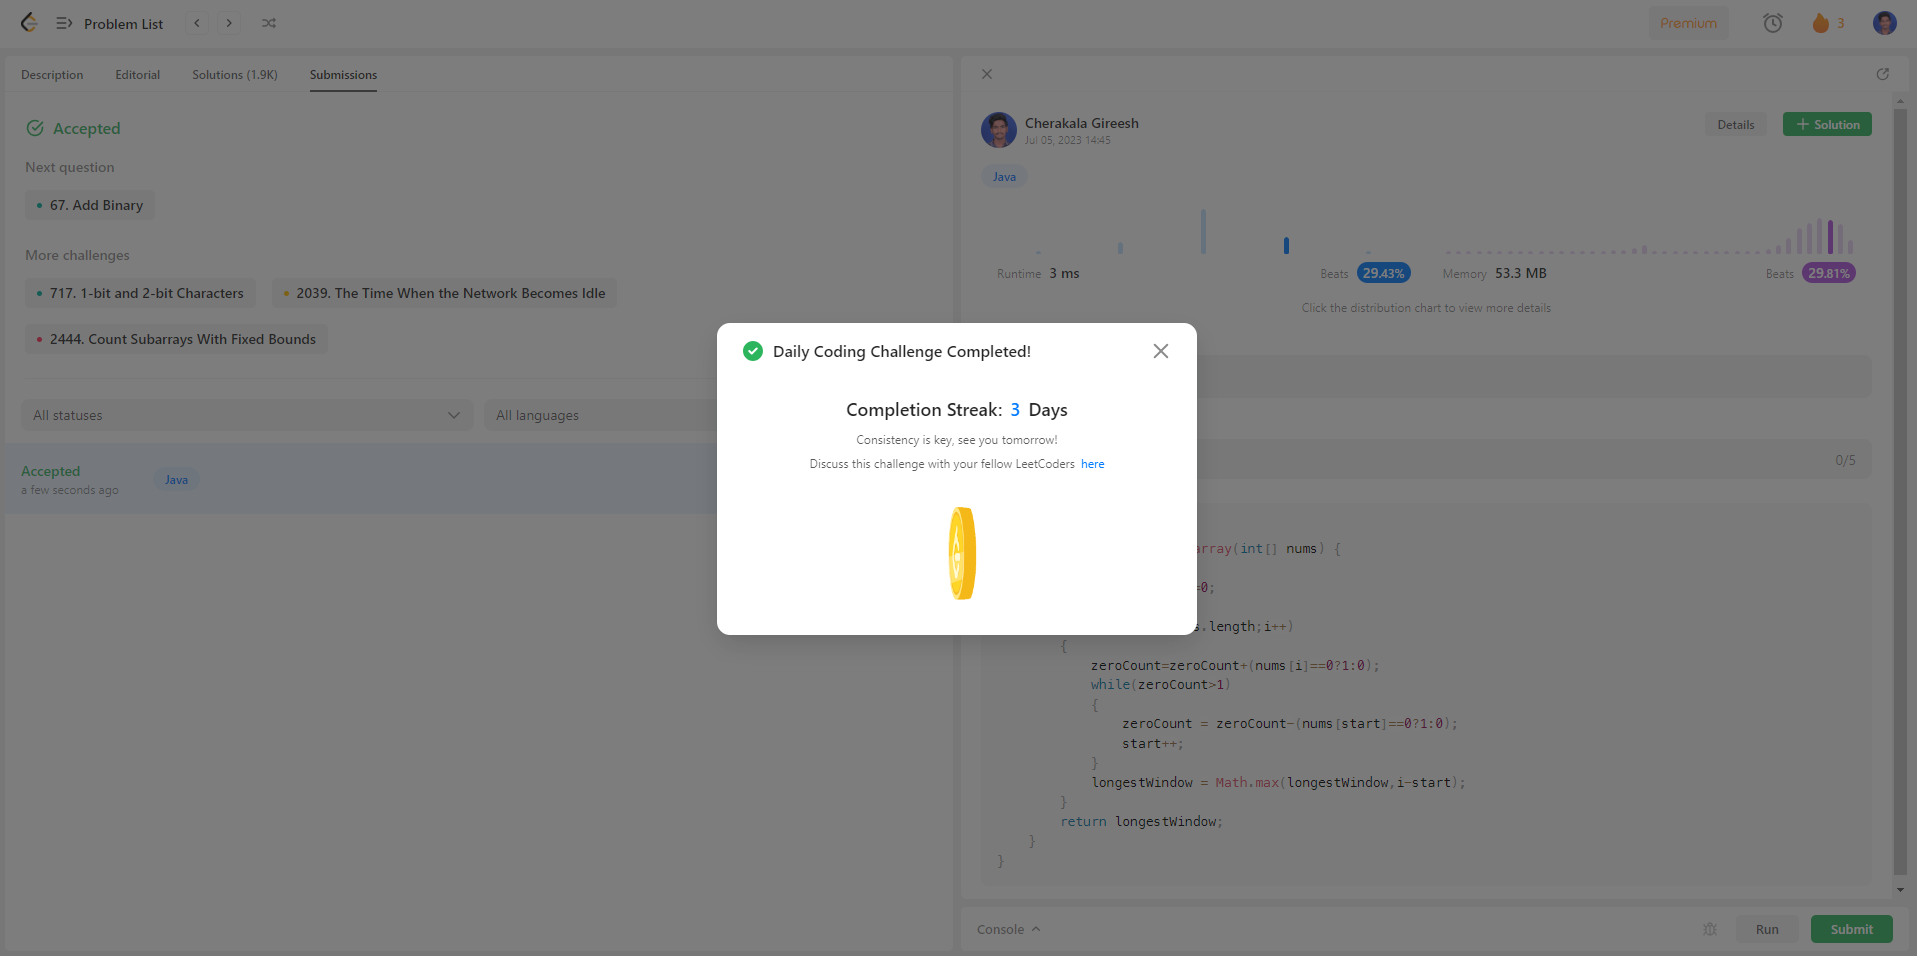 Problem List
Premium
3
Description Editorial Solutions (1.9K) Submissions
Accepted
Next question
67. Add Binary
More challenges
717. 1-bit and 2-bit Characters
2039. The Time When the Network Becomes Idle
2444. Count Subarrays With Fixed Bounds
All statuses
All languages
Accepted
a few seconds ago
Java
Cherakala Gireesh
Jul 05, 2023 14:45
Details
Solution
Java
Runtime 3 ms
Beats 29.43%
Memory 53.3 MB
Beats 29.81%
Click the distribution chart to view more details
Daily Coding Challenge Completed!
Completion Streak: 3 Days
Consistency is key, see you tomorrow!
Discuss this challenge with your fellow LeetCoders here
0/5
rray(int[] nums) {
=0;
s.length;i++)
{
zeroCount=zeroCount+(nums[i]==0?1:0);
while(zeroCount>1)
{
zeroCount = zeroCount-(nums[start]==0?1:0);
start++;
}
longestWindow = Math.max(longestWindow,i-start);
}
return longestWindow;
}
}
Console
Run
Submit